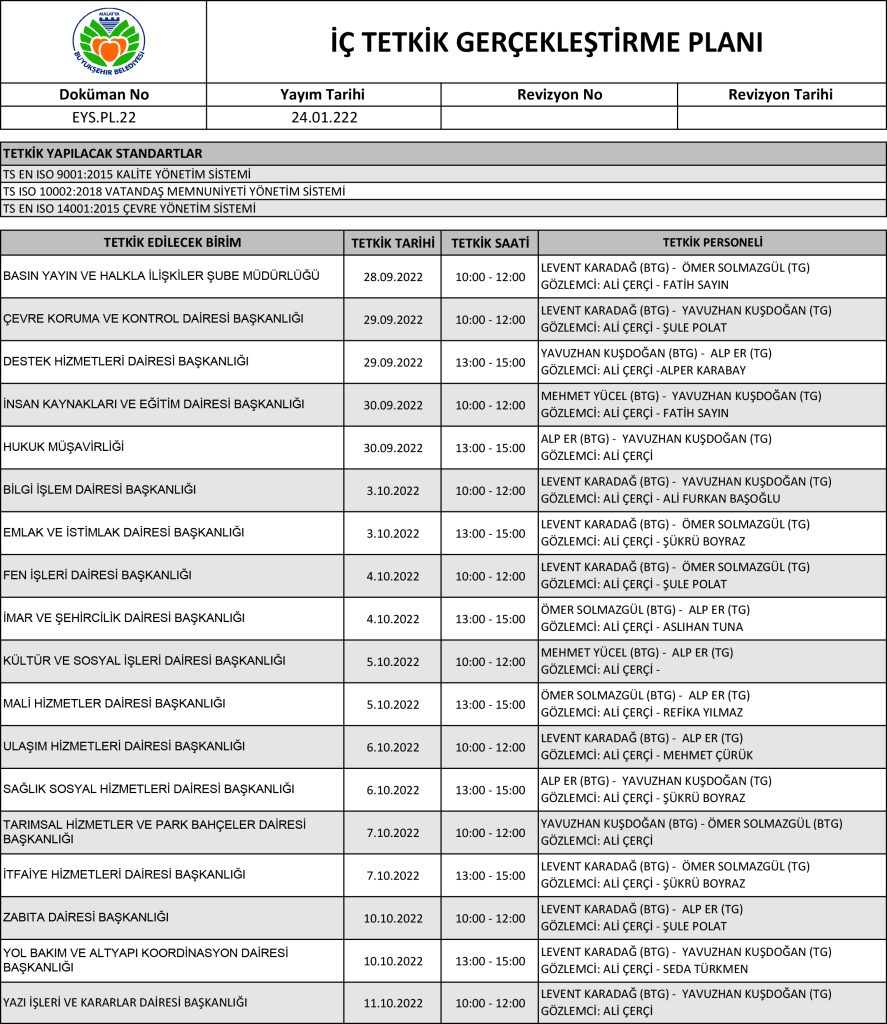 MALATYA
BÜYÜKŞEHİR BELEDİYESİ
İÇ TETKİK GERÇEKLEŞTİRME PLANI
Doküman No Yayım Tarihi Revizyon No Revizyon Tarihi
EYS.PL.22 24.01.222
TETKİK YAPILACAK STANDARTLAR
TS EN ISO 9001:2015 KALİTE YÖNETİM SİSTEMİ
TS ISO 10002:2018 VATANDAŞ MEMNUNİYETİ YÖNETİM SİSTEMİ
TS EN ISO 14001:2015 ÇEVRE YÖNETİM SİSTEMİ
TETKİK EDİLECEK BİRİM TETKİK TARİHİ TETKİK SAATİ TETKİK PERSONELİ
BASIN YAYIN VE HALKLA İLİŞKİLER ŞUBE MÜDÜRLÜĞÜ 28.09.2022 10:00 - 12:00 LEVENT KARADAĞ (BTG) - ÖMER SOLMAZGÜL (TG)
GÖZLEMCİ: ALİ ÇERÇİ - FATİH SAYIN
ÇEVRE KORUMA VE KONTROL DAİRESİ BAŞKANLIĞI 29.09.2022 10:00 - 12:00 LEVENT KARADAĞ (BTG) - YAVUZHAN KUŞDOĞAN (TG)
GÖZLEMCİ: ALİ ÇERÇİ - ŞULE POLAT
DESTEK HİZMETLERİ DAİRESİ BAŞKANLIĞI 29.09.2022 13:00 - 15:00 YAVUZHAN KUŞDOĞAN (BTG) - ALP ER (TG)
GÖZLEMCİ: ALİ ÇERÇİ -ALPER KARABAY
İNSAN KAYNAKLARI VE EĞİTİM DAİRESİ BAŞKANLIĞI 30.09.2022 10:00 - 12:00 MEHMET YÜCEL (BTG) - YAVUZHAN KUŞDOĞAN (TG)
GÖZLEMCİ: ALİ ÇERÇİ - FATİH SAYIN
HUKUK MÜŞAVİRLİĞİ 30.09.2022 13:00 - 15:00 ALP ER (BTG) - YAVUZHAN KUŞDOĞAN (TG)
GÖZLEMCİ: ALİ ÇERÇİ
BİLGİ İŞLEM DAİRESİ BAŞKANLIĞI 3.10.2022 10:00 - 12:00 LEVENT KARADAĞ (BTG) - YAVUZHAN KUŞDOĞAN (TG)
GÖZLEMCİ: ALİ ÇERÇİ - ALİ FURKAN BAŞOĞLU
EMLAK VE İSTİMLAK DAİRESİ BAŞKANLIĞI 3.10.2022 13:00 - 15:00 LEVENT KARADAĞ (BTG) - ÖMER SOLMAZGÜL (TG)
GÖZLEMCİ: ALİ ÇERÇİ - ŞÜKRÜ BOYRAZ
FEN İŞLERİ DAİRESİ BAŞKANLIĞI 4.10.2022 10:00 - 12:00 LEVENT KARADAĞ (BTG) - ÖMER SOLMAZGÜL (TG)
GÖZLEMCİ: ALİ ÇERÇİ - ŞULE POLAT
İMAR VE ŞEHİRCİLİK DAİRESİ BAŞKANLIĞI 4.10.2022 13:00 - 15:00 ÖMER SOLMAZGÜL (BTG) - ALP ER (TG)
GÖZLEMCİ: ALİ ÇERÇİ - ASLIHAN TUNA
KÜLTÜR VE SOSYAL İŞLERİ DAİRESİ BAŞKANLIĞI 5.10.2022 10:00 - 12:00 MEHMET YÜCEL (BTG) - ALP ER (TG)
GÖZLEMCİ: ALİ ÇERÇİ -
MALİ HİZMETLER DAİRESİ BAŞKANLIĞI 5.10.2022 13:00 - 15:00 ÖMER SOLMAZGÜL (BTG) - ALP ER (TG)
GÖZLEMCİ: ALİ ÇERÇİ - REFİKA YILMAZ
ULAŞIM HİZMETLERİ DAİRESİ BAŞKANLIĞI 6.10.2022 10:00 - 12:00 LEVENT KARADAĞ (BTG) - ALP ER (TG)
GÖZLEMCİ: ALİ ÇERÇİ - MEHMET ÇÜRÜK
SAĞLIK SOSYAL HİZMETLERİ DAİRESİ BAŞKANLIĞI 6.10.2022 13:00 - 15:00 ALP ER (BTG) - YAVUZHAN KUŞDOĞAN (TG)
GÖZLEMCİ: ALİ ÇERÇİ - ŞÜKRÜ BOYRAZ
TARIMSAL HİZMETLER VE PARK BAHÇELER DAİRESİ
BAŞKANLIĞI 7.10.2022 10:00 - 12:00 YAVUZHAN KUŞDOĞAN (BTG) - ÖMER SOLMAZGÜL (BTG)
GÖZLEMCİ: ALİ ÇERÇİ
İTFAİYE HİZMETLERİ DAİRESİ BAŞKANLIĞI 7.10.2022 13:00 - 15:00 LEVENT KARADAĞ (BTG) - ÖMER SOLMAZGÜL (TG)
GÖZLEMCİ: ALİ ÇERÇİ - ŞÜKRÜ BOYRAZ
ZABITA DAİRESİ BAŞKANLIĞI 10.10.2022 10:00 - 12:00 LEVENT KARADAĞ (BTG) - ALP ER (TG)
GÖZLEMCİ: ALİ ÇERÇİ - ŞULE POLAT
YOL BAKIM VE ALTYAPI KOORDİNASYON DAİRESİ
BAŞKANLIĞI 10.10.2022 13:00 - 15:00 LEVENT KARADAĞ (BTG) - YAVUZHAN KUŞDOĞAN (TG)
GÖZLEMCİ: ALİ ÇERÇİ - SEDA TÜRKMEN
YAZI İŞLERİ VE KARARLAR DAİRESİ BAŞKANLIĞI 11.10.2022 10:00 - 12:00 LEVENT KARADAĞ (BTG) - YAVUZHAN KUŞDOĞAN (TG)
GÖZLEMCİ: ALİ ÇERÇİ